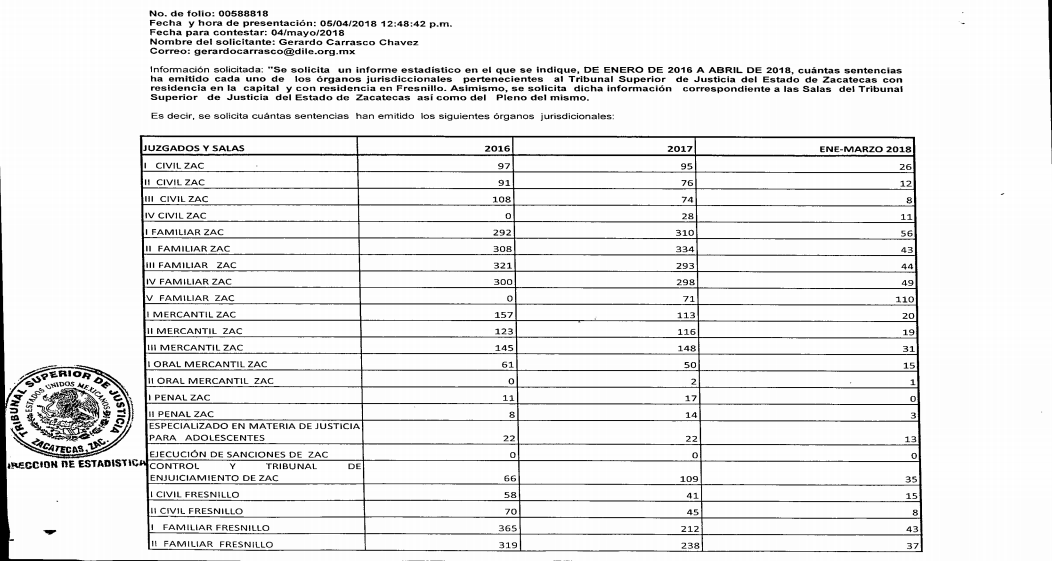 No. de folio: 00588818
Fecha y hora de presentación: 05/04/2018 12:48:42 p.m.
Fecha para contestar: 04/mayo/2018
Nombre del solicitante: Gerardo Carrasco Chavez
Correo: gerardocarrasco@dile.org.mx
Información solicitada: "Se solicita un informe estadístico en el que se indique, DE ENERO DE 2016 A ABRIL DE 2018, cuántas sentencias
ha emitido cada uno de los órganos jurisdiccionales pertenecientes al Tribunal Superior de Justicia del Estado de Zacatecas con
residencia en la capital y con residencia en Fresnillo. Asimismo, se solicita dicha información correspondiente a las Salas del Tribunal
Superior de Justicia del Estado de Zacatecas así como del Pleno del mismo.
Es decir, se solicita cuántas sentencias han emitido los siguientes órganos jurisdicionales:
JUZGADOS Y SALAS 2016 2017 ENE-MARZO 2018
I CIVIL ZAC 97 95 26
II CIVIL ZAC 91 76 12
III CIVIL ZAC 108 74 8
IV CIVIL ZAC 0 28 11
I FAMILIAR ZAC 292 310 56
II FAMILIAR ZAC 308 334 43
III FAMILIAR ZAC 321 293 44
IV FAMILIAR ZAC 300 298 49
V FAMILIAR ZAC 0 71 110
I MERCANTIL ZAC 157 113 20
II MERCANTIL ZAC 123 116 19
III MERCANTIL ZAC 145 148 31
I ORAL MERCANTIL ZAC 61 50 15
II ORAL MERCANTIL ZAC 0 2 1
I PENAL ZAC 11 17 0
II PENAL ZAC 8 14 3
ESPECIALIZADO EN MATERIA DE JUSTICIA
PARA ADOLESCENTES 22 22 13
EJECUCIÓN DE SANCIONES DE ZAC 0 0 0
CONTROL Y TRIBUNAL DE
ENJUICIAMIENTO DE ZAC 66 109 35
I CIVIL FRESNILLO 58 41 15
II CIVIL FRESNILLO 70 45 8
I FAMILIAR FRESNILLO 365 212 43
II FAMILIAR FRESNILLO 319 238 37
TRIBUNAL SUPERIOR DE JUSTICIA
ESTADOS UNIDOS MEXICANOS
ZACATECAS, ZAC.
IRECCION DE ESTADISTICA